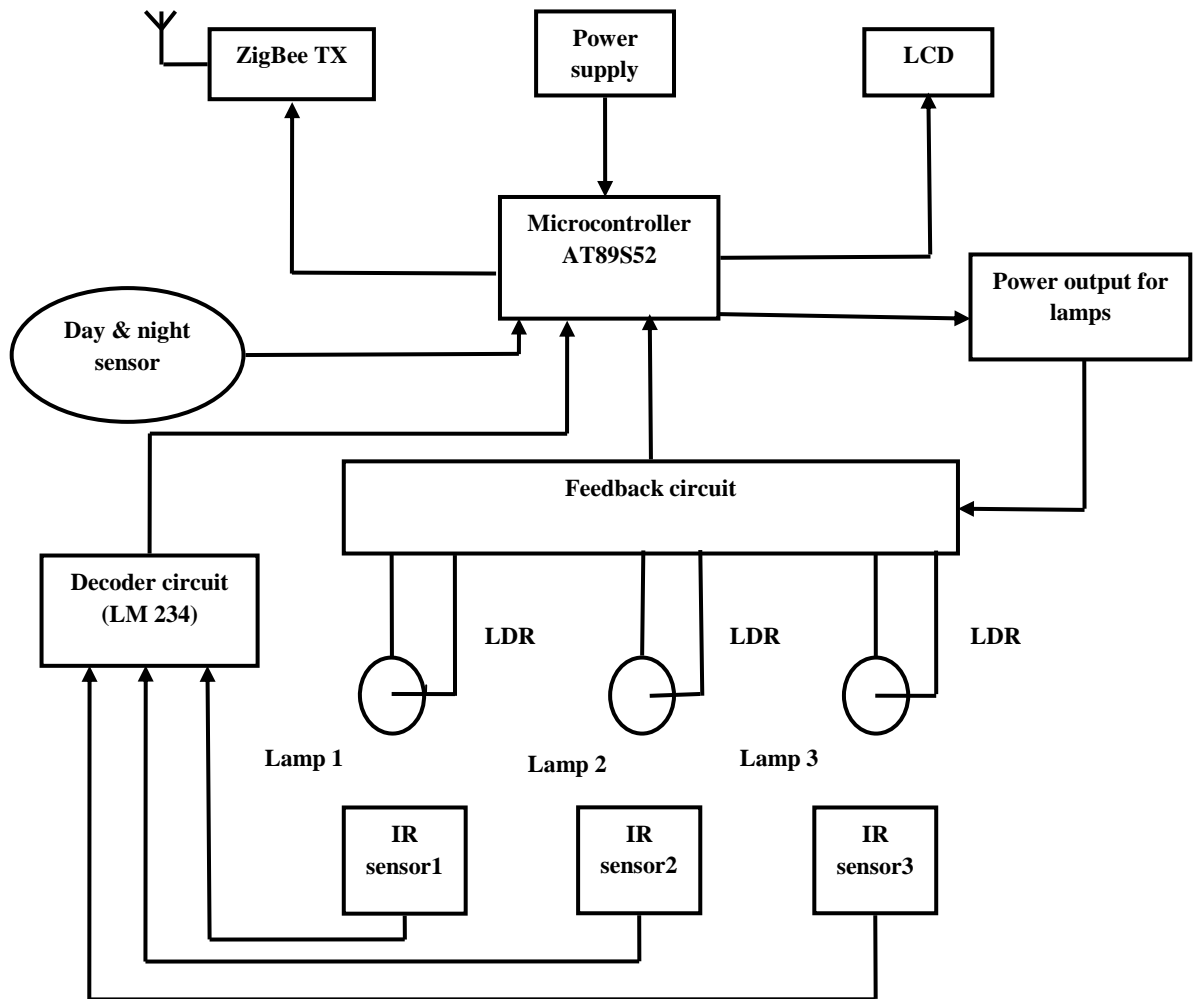 ZigBee TX
Power
supply
LCD
Microcontroller
AT89S52
Power output for
lamps
Day & night
sensor
Feedback circuit
Decoder circuit
(LM 234)
LDR
LDR
LDR
Lamp 1
Lamp 2
Lamp 3
IR
sensor1
IR
sensor2
IR
sensor3